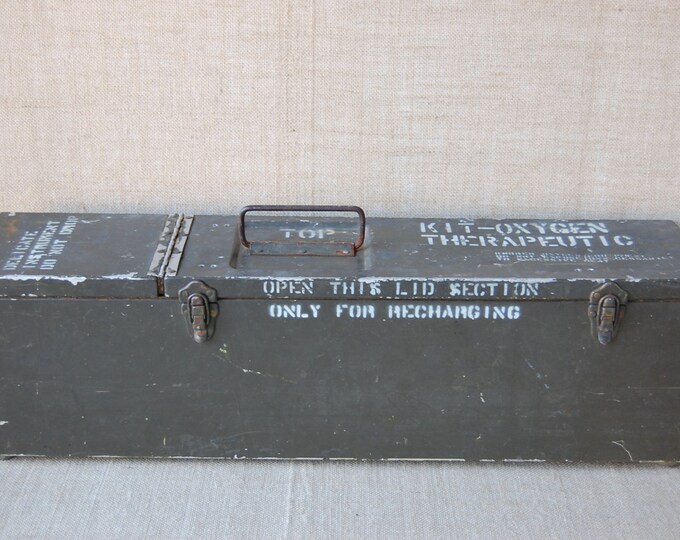 DELICATE
INSTRUMENT
DO NOT DROP
TOP
KIT-OXYGEN
THERAPEUTIC
OPEN THIS LID SECTION
ONLY FOR RECHARGING